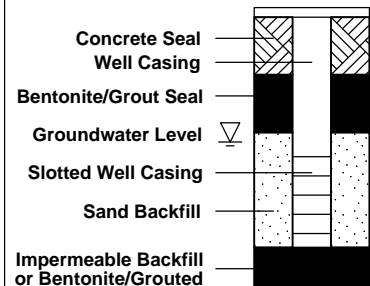 Concrete Seal
Well Casing
Bentonite/Grout Seal
Groundwater Level
Slotted Well Casing
Sand Backfill
Impermeable Backfill
or Bentonite/Grouted